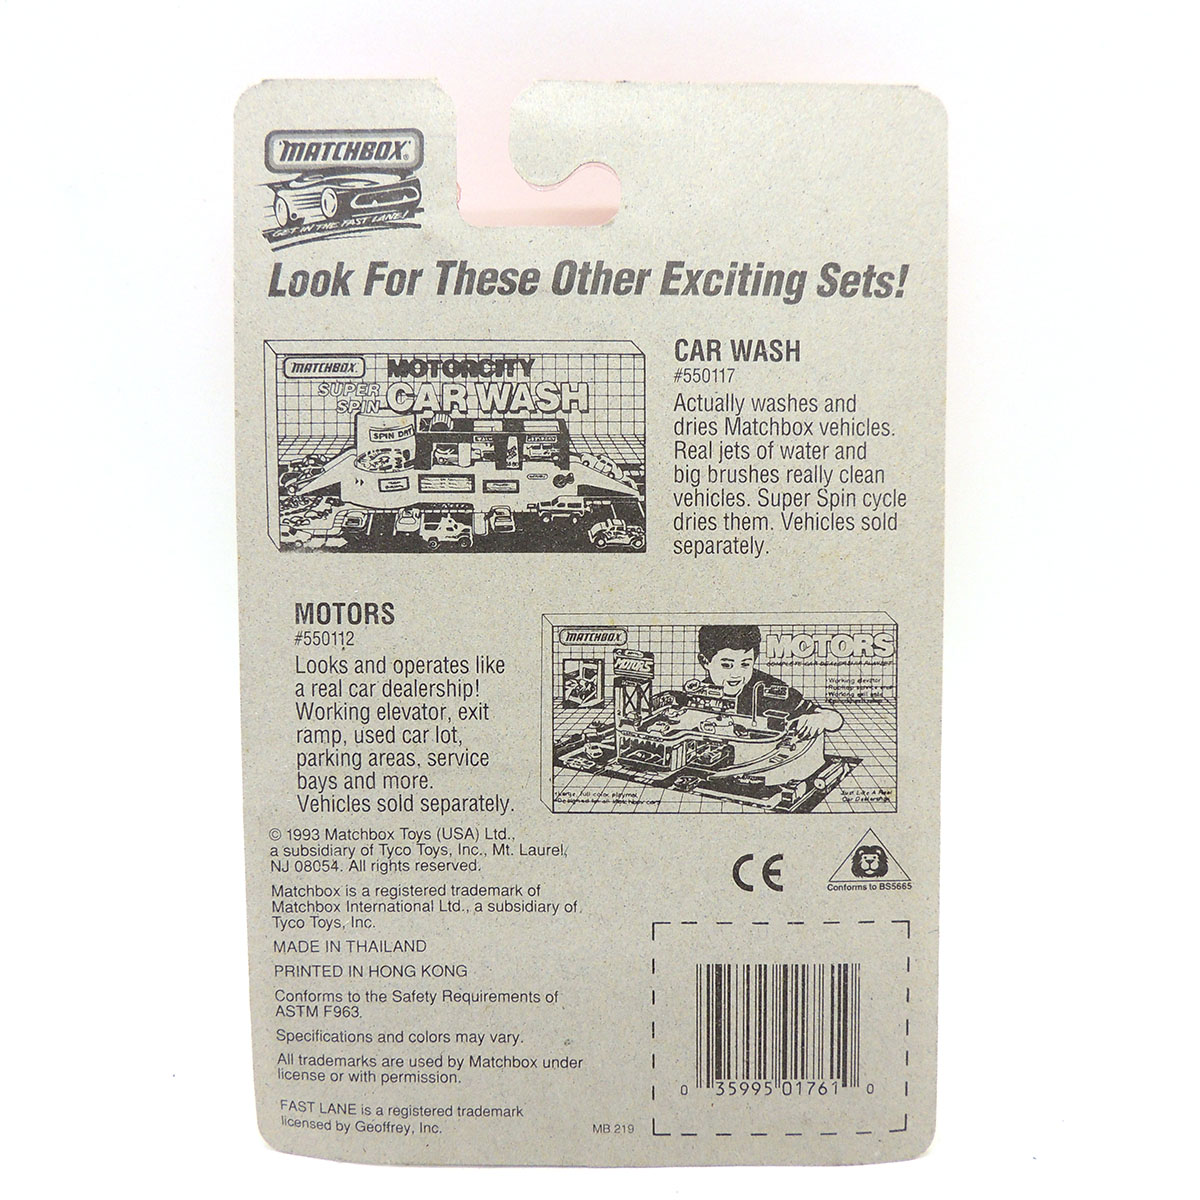 MATCHBOX®
GET IN THE FAST LANE!
Look For These Other Exciting Sets!
MATCHBOX
MOTORCITY
SUPER SPIN
CAR WASH
SPIN DRY
CAR WASH
#550117
Actually washes and
dries Matchbox vehicles.
Real jets of water and
big brushes really clean
vehicles. Super Spin cycle
dries them. Vehicles sold
separately.
MOTORS
#550112
Looks and operates like
a real car dealership!
Working elevator, exit
ramp, used car lot,
parking areas, service
bays and more.
Vehicles sold separately.
MATCHBOX
MOTORS
MOTORS
Working elevator
Just Like A Real
Car Dealership
© 1993 Matchbox Toys (USA) Ltd.,
a subsidiary of Tyco Toys, Inc., Mt. Laurel,
NJ 08054. All rights reserved.
Matchbox is a registered trademark of
Matchbox International Ltd., a subsidiary of
Tyco Toys, Inc.
MADE IN THAILAND
PRINTED IN HONG KONG
Conforms to the Safety Requirements of
ASTM F963.
Specifications and colors may vary.
All trademarks are used by Matchbox under
license or with permission.
FAST LANE is a registered trademark
licensed by Geoffrey, Inc.
MB 219
CE
Conforms to BS5665
0 35995 01761 0